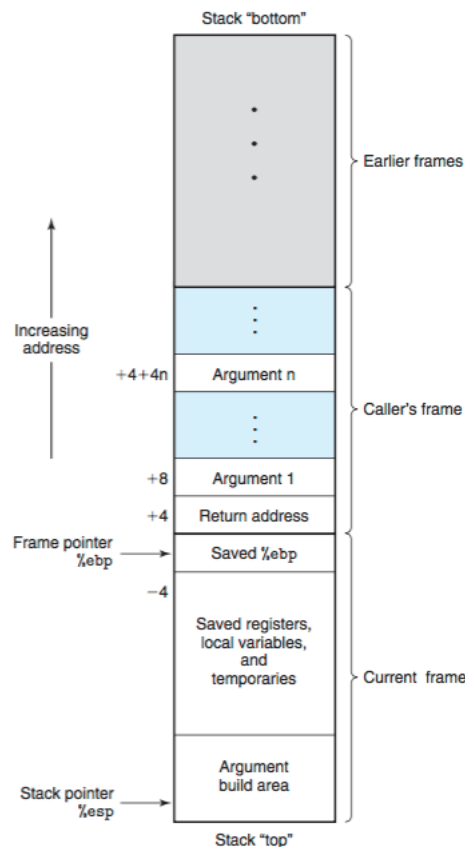 Stack “bottom”
Earlier frames
Increasing
address
+4+4n
Argument n
Caller’s frame
+8
Argument 1
+4
Return address
Frame pointer
%ebp
Saved %ebp
−4
Saved registers,
local variables,
and
temporaries
Current frame
Argument
build area
Stack pointer
%esp
Stack “top”